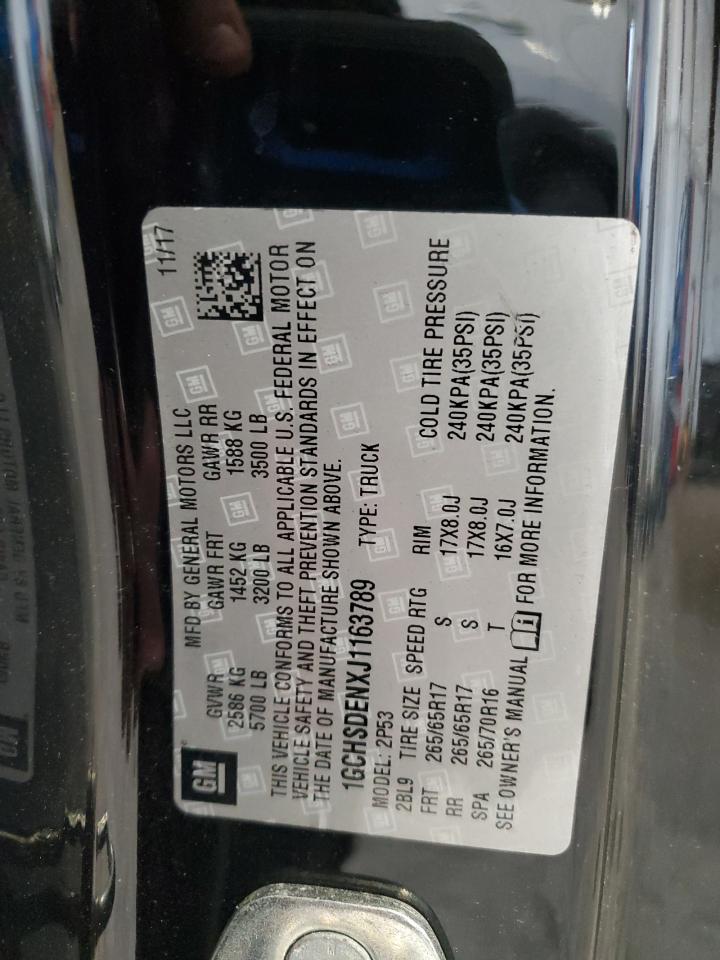 GM
MFD BY GENERAL MOTORS LLC 11/17
GVWR GAWR FRT GAWR RR
2586 KG 1452 KG 1588 KG
5700 LB 3200 LB 3500 LB
THIS VEHICLE CONFORMS TO ALL APPLICABLE U.S. FEDERAL MOTOR
VEHICLE SAFETY AND THEFT PREVENTION STANDARDS IN EFFECT ON
THE DATE OF MANUFACTURE SHOWN ABOVE.
1GCHSDENXJ1163789 TYPE: TRUCK
MODEL: 2P53
2BL9 TIRE SIZE SPEED RTG RIM COLD TIRE PRESSURE
FRT 265/65R17 S 17X8.0J 240KPA(35PSI)
RR 265/65R17 S 17X8.0J 240KPA(35PSI)
SPA 265/70R16 T 16X7.0J 240KPA(35PSI)
SEE OWNER'S MANUAL FOR MORE INFORMATION.